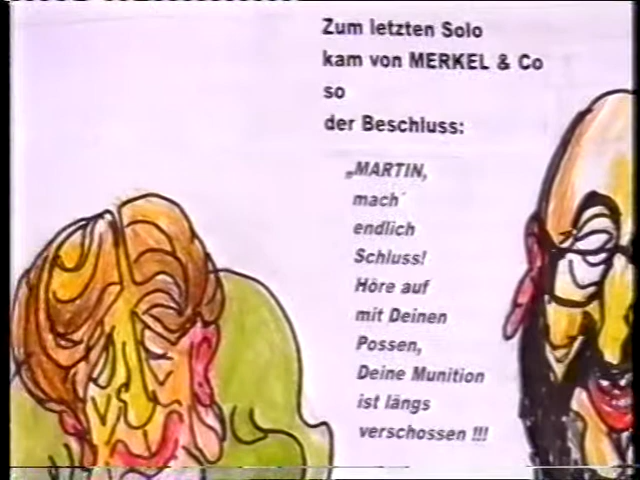 Zum letzten Solo
kam von MERKEL & Co
so
der Beschluss:
„MARTIN,
mach´
endlich
Schluss!
Höre auf
mit Deinen
Possen,
Deine Munition
ist längs
verschossen !!!